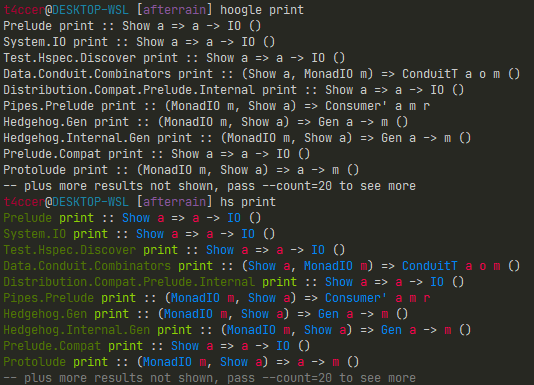 t4ccer@DESKTOP-WSL [afterrain] hoogle print
Prelude print :: Show a => a -> IO ()
System.IO print :: Show a => a -> IO ()
Test.Hspec.Discover print :: Show a => a -> IO ()
Data.Conduit.Combinators print :: (Show a, MonadIO m) => ConduitT a o m ()
Distribution.Compat.Prelude.Internal print :: Show a => a -> IO ()
Pipes.Prelude print :: (MonadIO m, Show a) => Consumer' a m r
Hedgehog.Gen print :: (MonadIO m, Show a) => Gen a -> m ()
Hedgehog.Internal.Gen print :: (MonadIO m, Show a) => Gen a -> m ()
Prelude.Compat print :: Show a => a -> IO ()
Protolude print :: (MonadIO m, Show a) => a -> m ()
-- plus more results not shown, pass --count=20 to see more
t4ccer@DESKTOP-WSL [afterrain] hs print
Prelude print :: Show a => a -> IO ()
System.IO print :: Show a => a -> IO ()
Test.Hspec.Discover print :: Show a => a -> IO ()
Data.Conduit.Combinators print :: (Show a, MonadIO m) => ConduitT a o m ()
Distribution.Compat.Prelude.Internal print :: Show a => a -> IO ()
Pipes.Prelude print :: (MonadIO m, Show a) => Consumer' a m r
Hedgehog.Gen print :: (MonadIO m, Show a) => Gen a -> m ()
Hedgehog.Internal.Gen print :: (MonadIO m, Show a) => Gen a -> m ()
Prelude.Compat print :: Show a => a -> IO ()
Protolude print :: (MonadIO m, Show a) => a -> m ()
-- plus more results not shown, pass --count=20 to see more